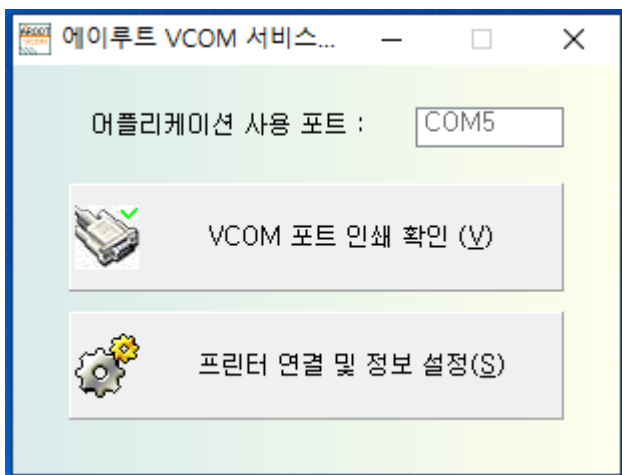 에이루트 VCOM 서비스...
어플리케이션 사용 포트 : COM5
VCOM 포트 인쇄 확인 (V)
프린터 연결 및 정보 설정(S)